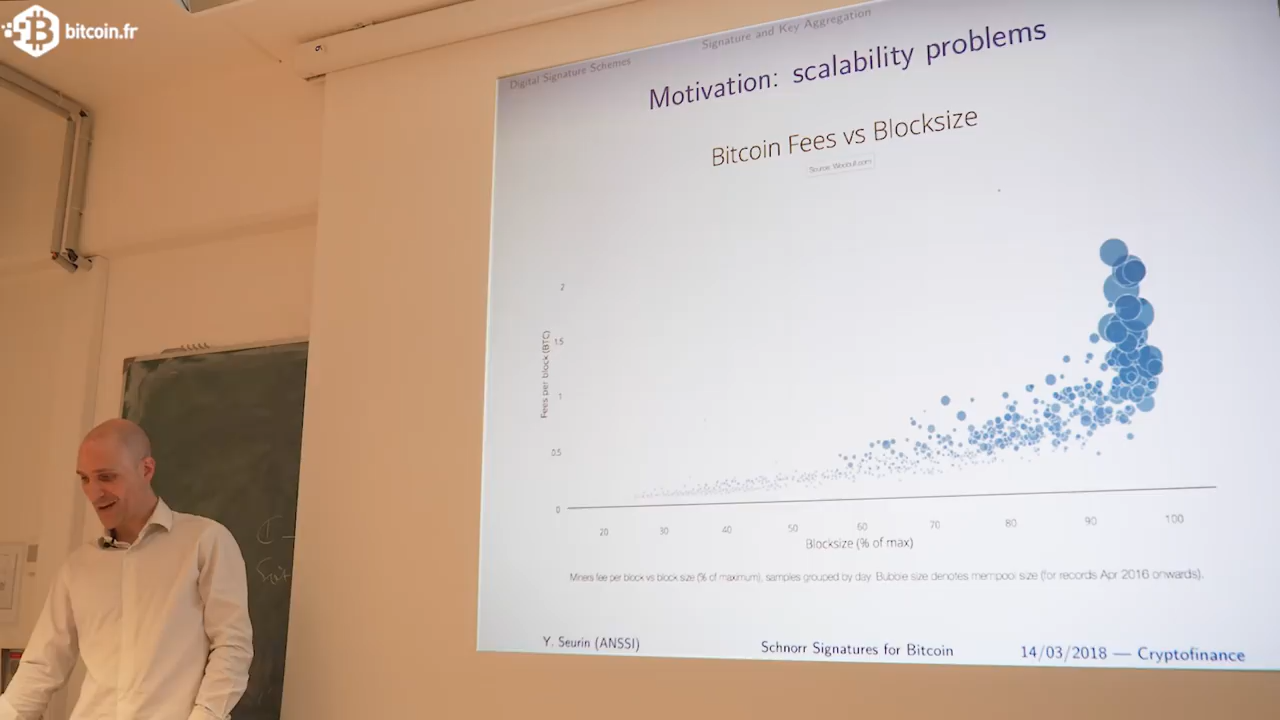 bitcoin.fr
Digital Signature Schemes
Signature and Key Aggregation
Motivation: scalability problems
Bitcoin Fees vs Blocksize
Source: Woobull.com
2
1.5
1
0.5
0
Fees per block (BTC)
20 30 40 50 60 70 80 90 100
Blocksize (% of max)
Miners fee per block vs block size (% of maximum), samples grouped by day. Bubble size denotes mempool size (for records Apr 2016 onwards).
Y. Seurin (ANSSI)
Schnorr Signatures for Bitcoin
14/03/2018 — Cryptofinance